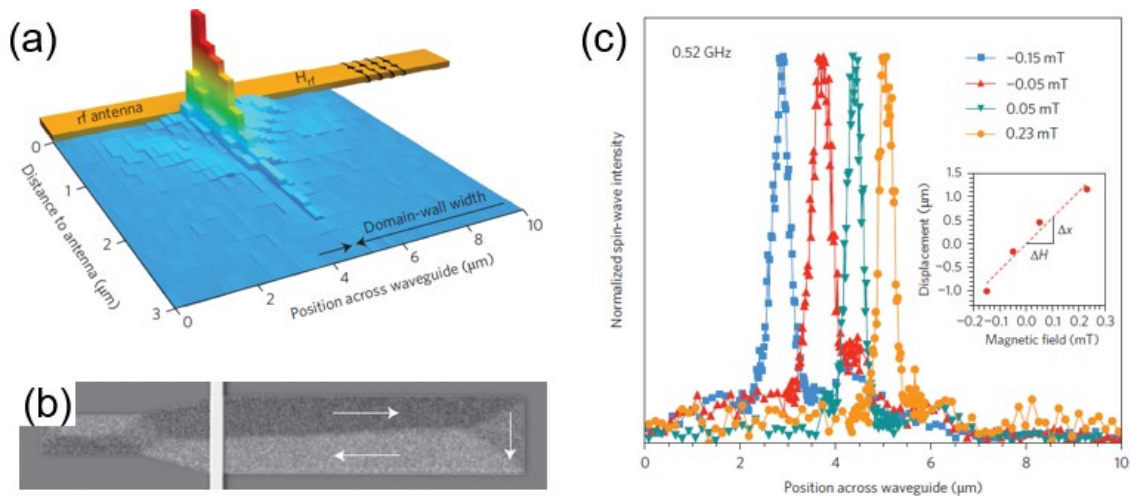 (a)
rf antenna
H_rf
0
1
2
3
Distance to antenna (μm)
Domain-wall width
0
2
4
6
8
10
Position across waveguide (μm)
(b)
(c)
0.52 GHz
−0.15 mT
−0.05 mT
0.05 mT
0.23 mT
Normalized spin-wave intensity
1.5
1.0
0.5
0.0
−0.5
−1.0
Displacement (μm)
Δx
ΔH
−0.2 −0.1 0.0 0.1 0.2 0.3
Magnetic field (mT)
0 2 4 6 8 10
Position across waveguide (μm)